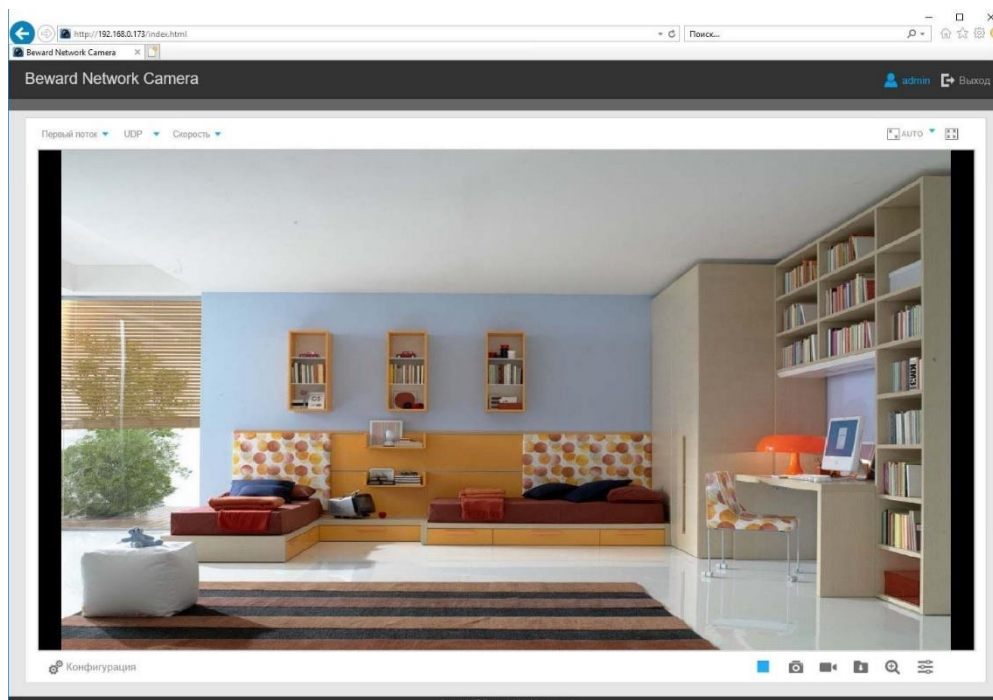 http://192.168.0.173/index.html
Поиск...
Beward Network Camera
Beward Network Camera
admin
Выход
Первый поток
UDP
Скорость
AUTO
Конфигурация